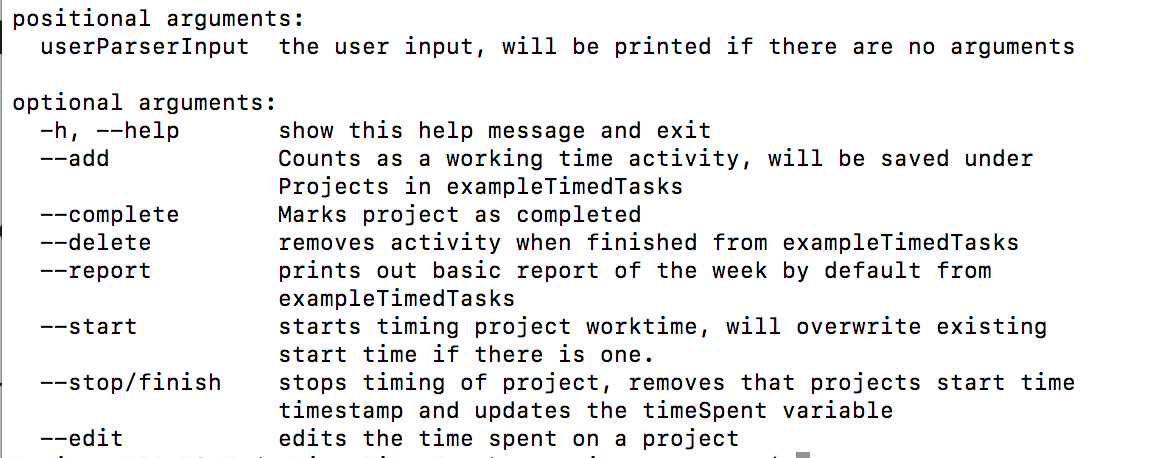 positional arguments:
  userParserInput  the user input, will be printed if there are no arguments

optional arguments:
  -h, --help       show this help message and exit
  --add            Counts as a working time activity, will be saved under
                   Projects in exampleTimedTasks
  --complete       Marks project as completed
  --delete         removes activity when finished from exampleTimedTasks
  --report         prints out basic report of the week by default from
                   exampleTimedTasks
  --start          starts timing project worktime, will overwrite existing
                   start time if there is one.
  --stop/finish    stops timing of project, removes that projects start time
                   timestamp and updates the timeSpent variable
  --edit           edits the time spent on a project